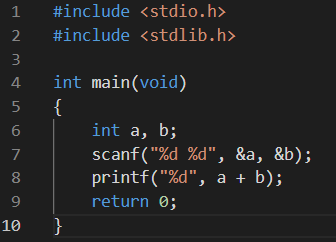 1 #include <stdio.h>
2 #include <stdlib.h>
3
4 int main(void)
5 {
6     int a, b;
7     scanf("%d %d", &a, &b);
8     printf("%d", a + b);
9     return 0;
10 }